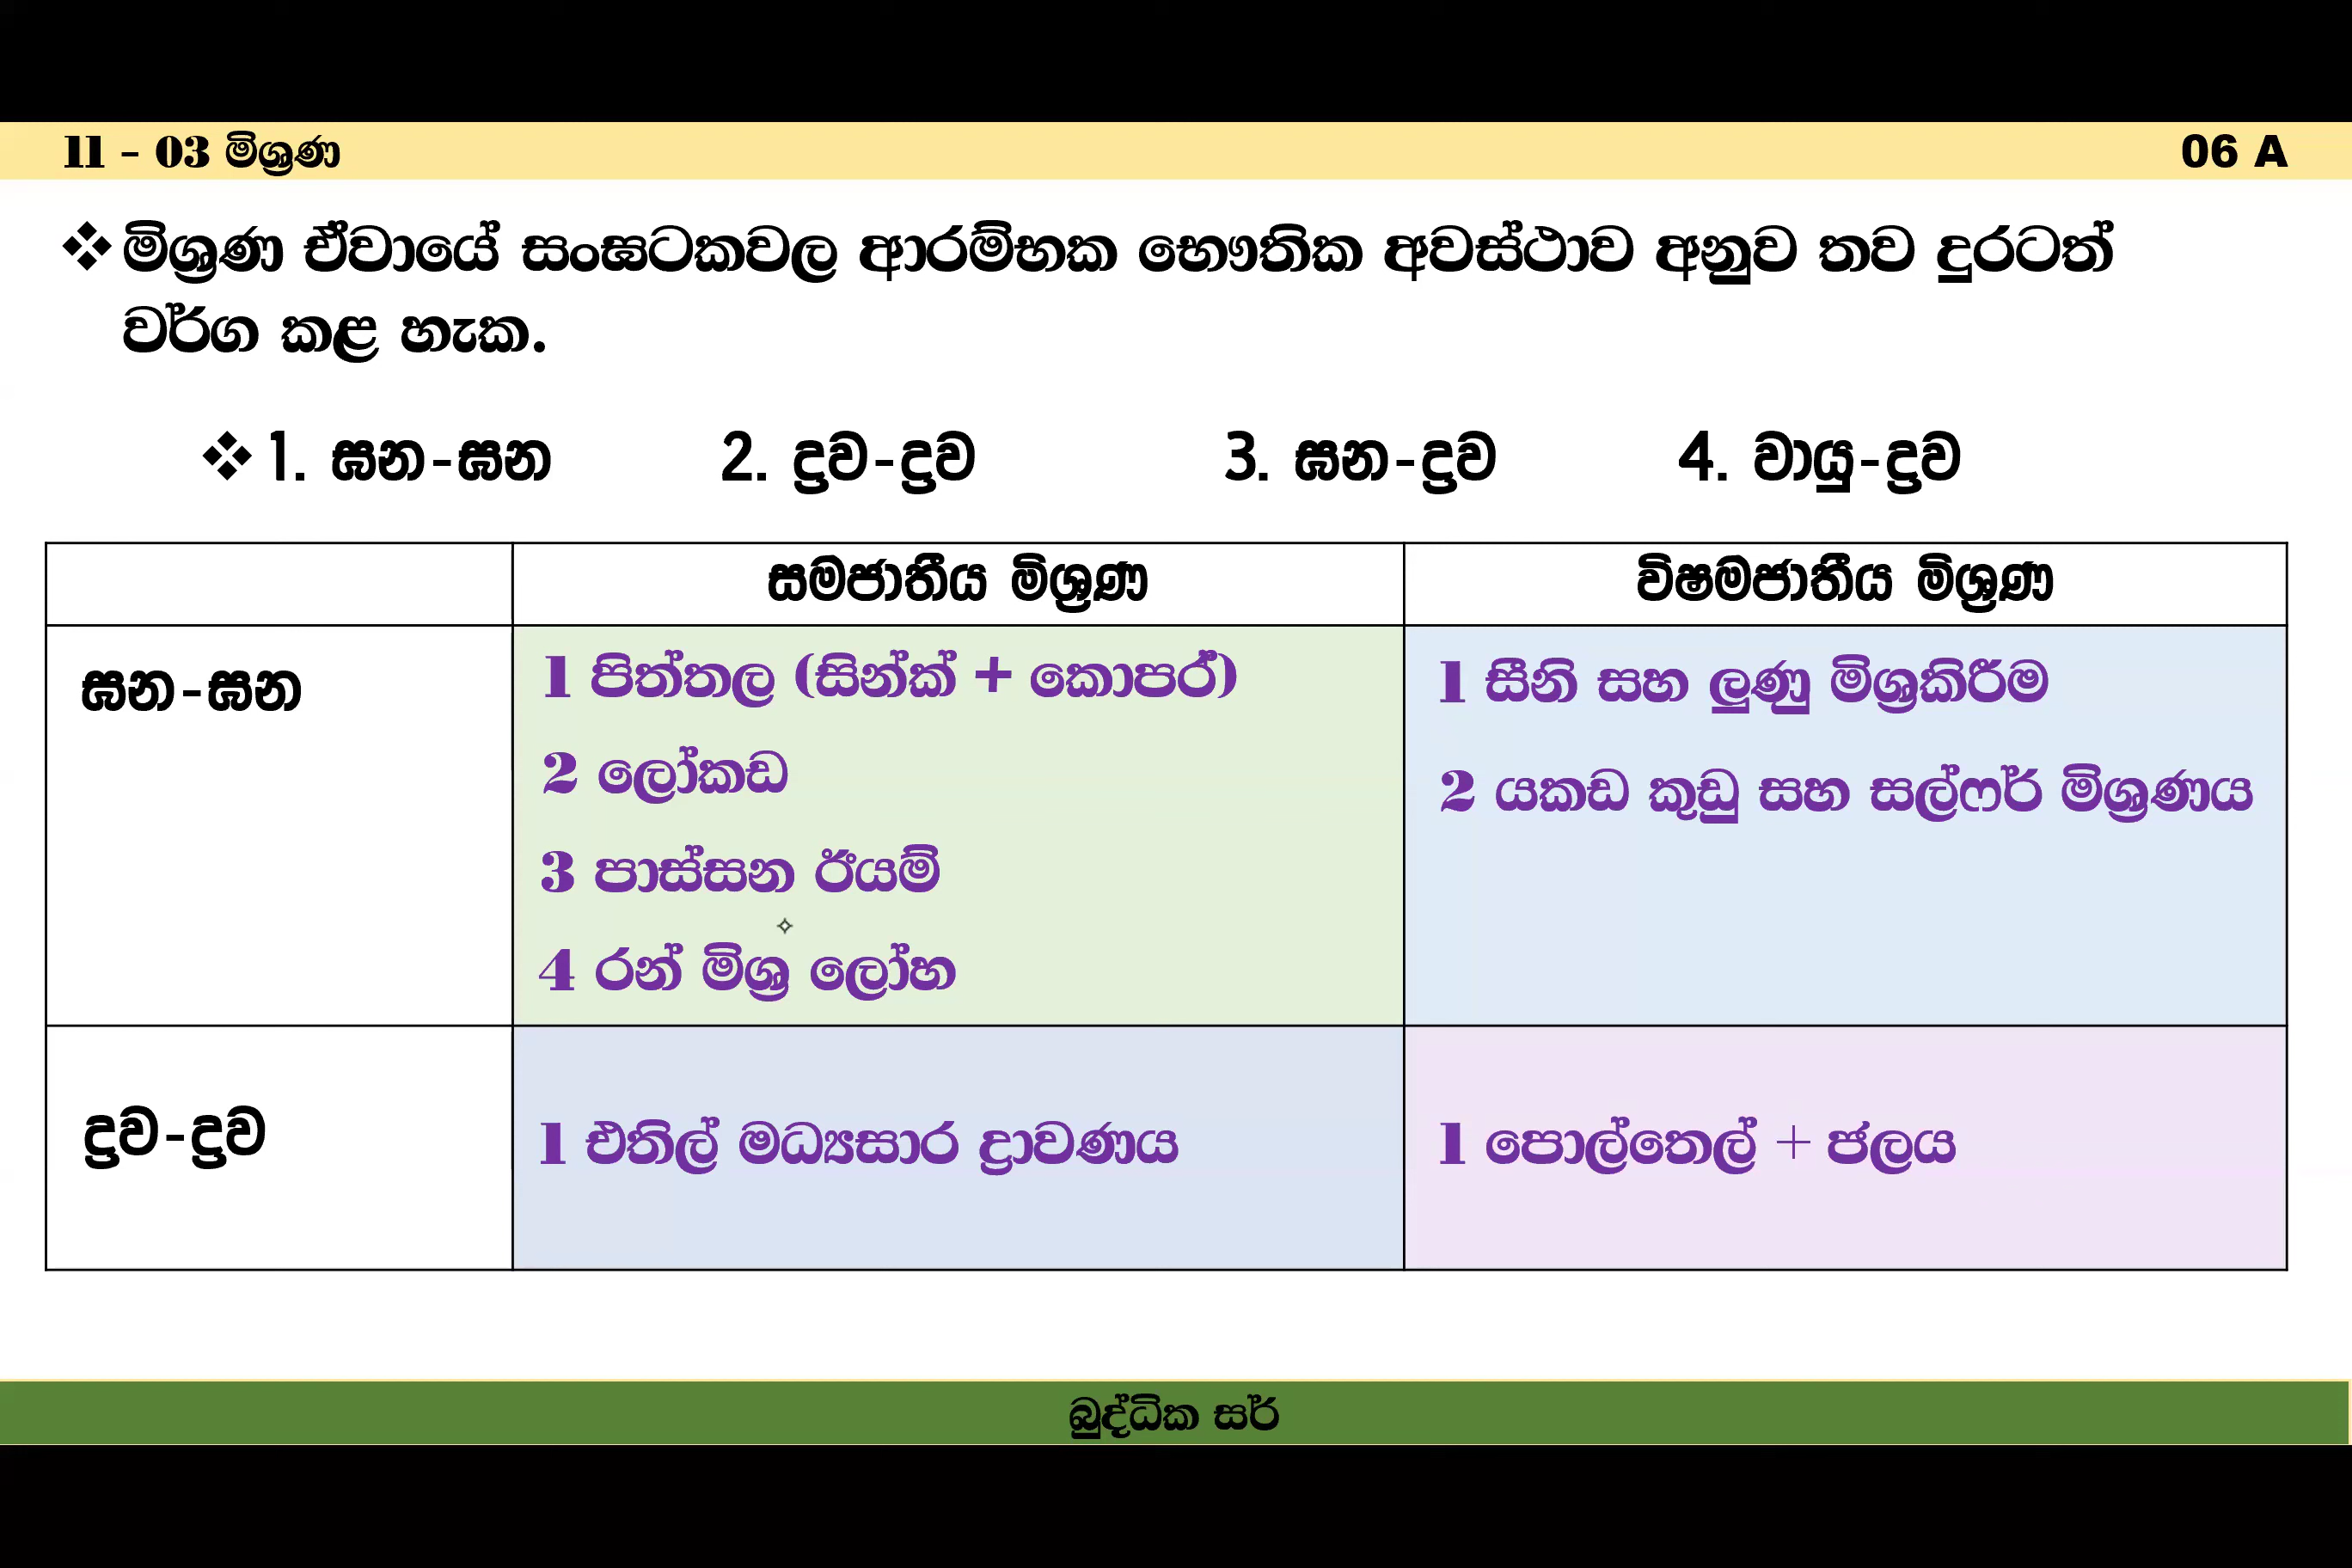 11 – 03 මිශ්‍රණ
06 A
❖මිශ්‍රණ ඒවායේ සංඝටකවල ආරම්භක භෞතික අවස්ථාව අනුව තව දුරටත්
වර්ග කළ හැක.
❖1. ඝන-ඝන 2. ද්‍රව-ද්‍රව 3. ඝන-ද්‍රව 4. වායු-ද්‍රව
සමජාතීය මිශ්‍රණ
විෂමජාතීය මිශ්‍රණ
ඝන-ඝන
1 පිත්තල (සින්ක් + කොපර්)
2 ලෝකඩ
3 පාස්සන ඊයම්
4 රන් මිශ්‍ර ලෝහ
1 සීනි සහ ලුණු මිශ්‍රකිරීම
2 යකඩ කුඩු සහ සල්ෆර් මිශ්‍රණය
ද්‍රව-ද්‍රව
1 එතිල් මධ්‍යසාර ද්‍රාවණය
1 පොල්තෙල් + ජලය
බුද්ධික සර්